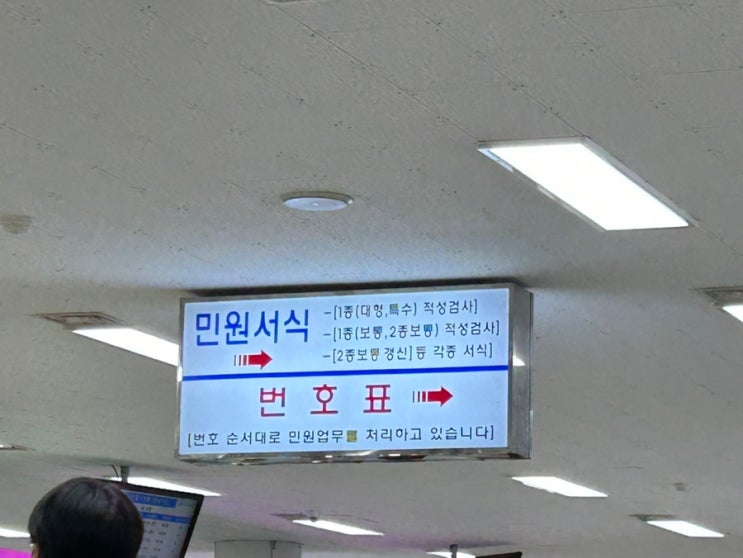 민원서식
-[1종(대형,특수) 적성검사]
-[1종(보통,2종보통) 적성검사]
-[2종보통 갱신]등 각종 서식]
번호표
[번호 순서대로 민원업무를 처리하고 있습니다]